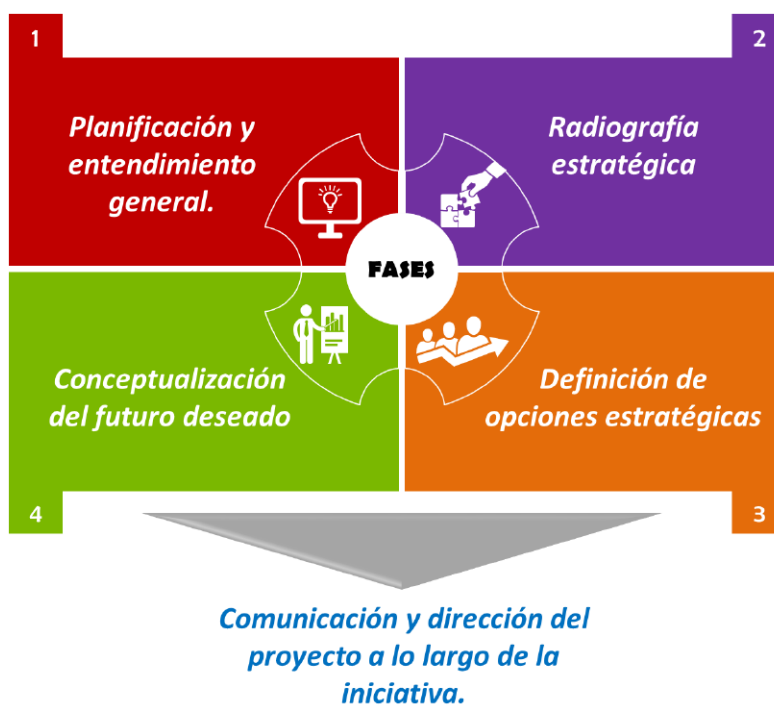 1
Planificación y
entendimiento
general.
2
Radiografía
estratégica
FASES
4
Conceptualización
del futuro deseado
3
Definición de
opciones estratégicas
Comunicación y dirección del
proyecto a lo largo de la
iniciativa.